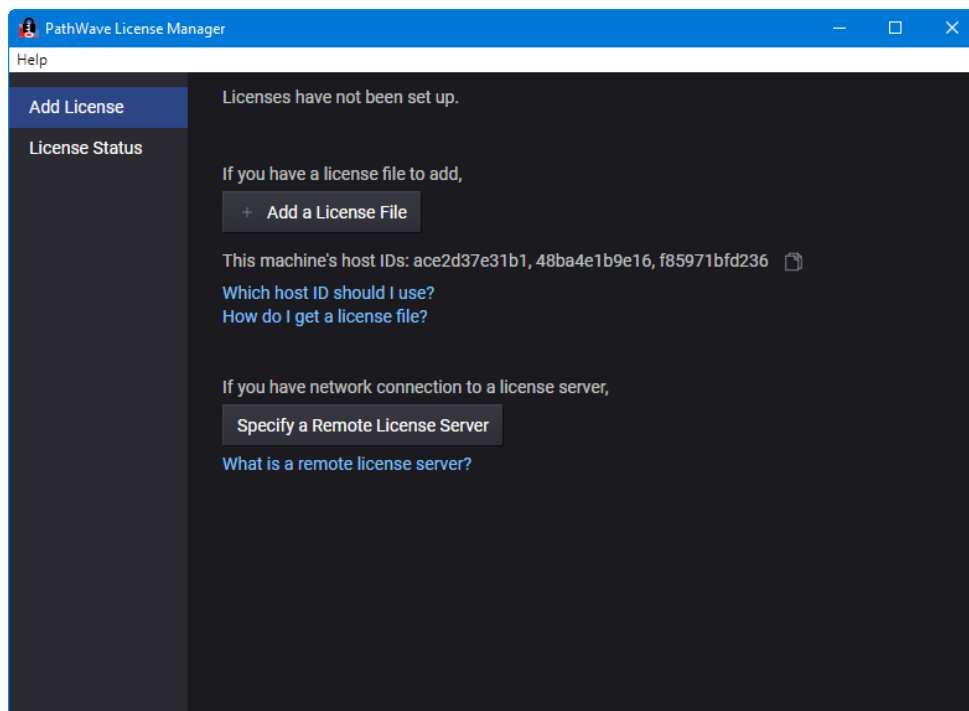 PathWave License Manager
Help
Add License
License Status
Licenses have not been set up.
If you have a license file to add,
+ Add a License File
This machine's host IDs: ace2d37e31b1, 48ba4e1b9e16, f85971bfd236
Which host ID should I use?
How do I get a license file?
If you have network connection to a license server,
Specify a Remote License Server
What is a remote license server?